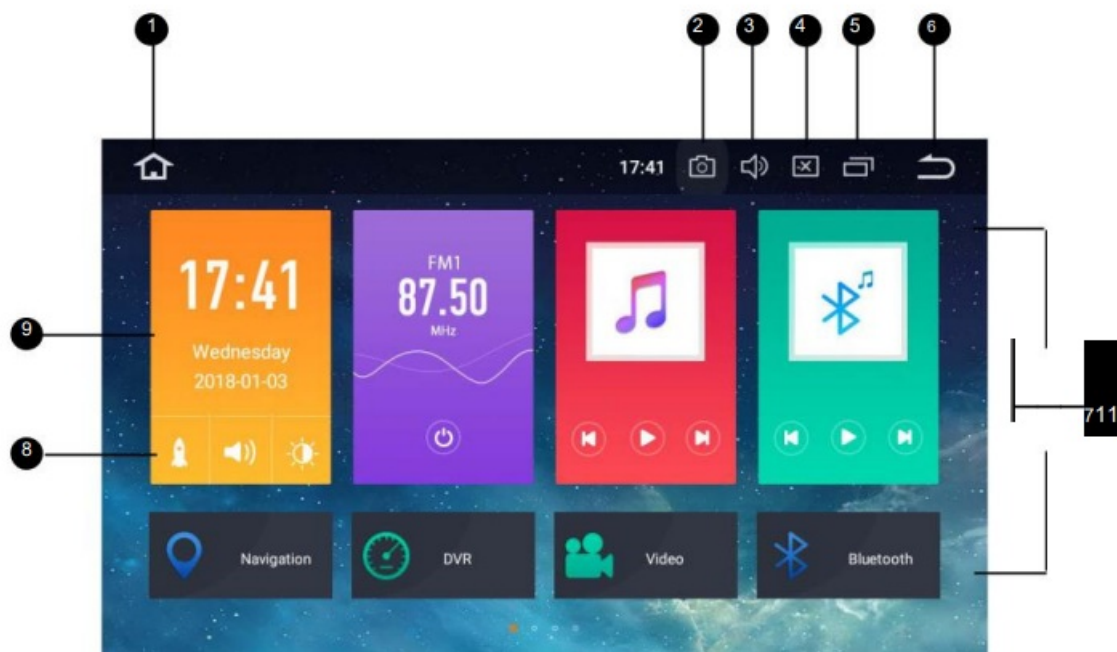 1 2 3 4 5 6
17:41
17:41
Wednesday
2018-01-03
FM1
87.50
MHz
9
711
8
Navigation DVR Video Bluetooth